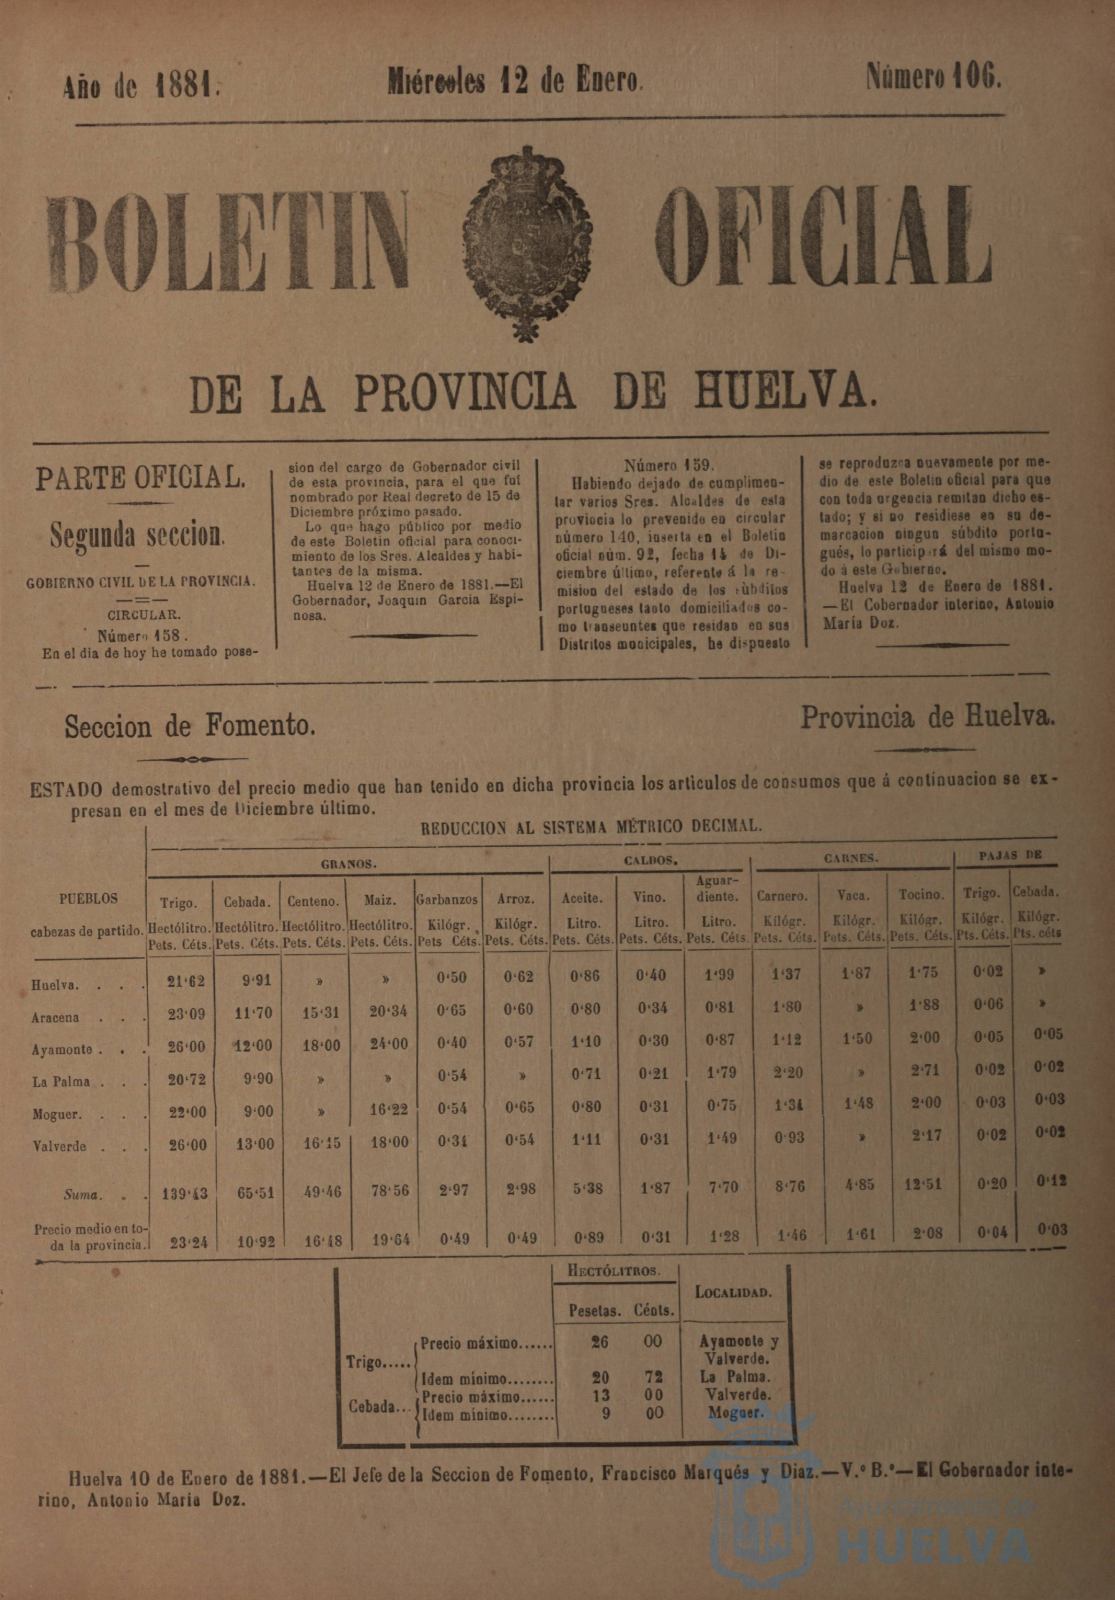 Año de 1881.
Miércoles 12 de Enero.
Número 106.
BOLETIN OFICIAL
DE LA PROVINCIA DE HUELVA.
PARTE OFICIAL.
Segunda seccion.
GOBIERNO CIVIL DE LA PROVINCIA.
CIRCULAR.
Número 158.
En el dia de hoy he tomado pose-
sion del cargo de Gobernador civil
de esta provincia, para el que fuí
nombrado por Real decreto de 15 de
Diciembre próximo pasado.
Lo que hago público por medio
de este Boletin oficial para conoci-
miento de los Sres. Alcaldes y habi-
tantes de la misma.
Huelva 12 de Enero de 1881.—El
Gobernador, Joaquin Garcia Espi-
nosa.
Número 159.
Habiendo dejado de cumplimen-
tar varios Sres. Alcaldes de esta
provincia lo prevenido en circular
número 140, inserta en el Boletin
oficial núm. 92, fecha 14 de Di-
ciembre último, referente á la re-
mision del estado de los súbditos
portugueses tanto domiciliados co-
mo transeuntes que residan en sus
Distritos municipales, he dispuesto
se reproduzca nuevamente por me-
dio de este Boletin oficial para que
con toda urgencia remitan dicho es-
tado; y si no residiese en su de-
marcacion ningun súbdito portu-
gués, lo participará del mismo mo-
do á este Gobierno.
Huelva 12 de Enero de 1881.
—El Cobernador interino, Antonio
María Doz.
Seccion de Fomento.
Provincia de Huelva.
ESTADO demostrativo del precio medio que han tenido en dicha provincia los articulos de consumos que á continuacion se ex-
presan en el mes de Diciembre último.
REDUCCION AL SISTEMA MÉTRICO DECIMAL.
GRANOS. CALDOS. CARNES. PAJAS DE
PUEBLOS cabezas de partido. Trigo. Cebada. Centeno. Maiz. Garbanzos Arroz. Aceite. Vino. Aguar-diente. Carnero. Vaca. Tocino. Trigo. Cebada.
Hectólitro. Hectólitro. Hectólitro. Hectólitro. Kilógr. Kilógr. Litro. Litro. Litro. Kilógr. Kilógr. Kilógr. Kilógr. Kilógr.
Pets. Céts. Pets. Céts. Pets. Céts. Pets. Céts. Pets Céts. Pets. Céts. Pets. Céts. Pets. Céts. Pets. Céts. Pets. Céts. Pets. Céts. Pets. Céts. Pts. Céts. Pts. céts
Huelva. . . . 21‘62 9‘91 » » 0‘50 0‘62 0‘86 0‘40 1‘99 1‘37 1‘87 1‘75 0‘02 »
Aracena . . . 23‘09 11‘70 15‘31 20‘34 0‘65 0‘60 0‘80 0‘34 0‘81 1‘80 » 1‘88 0‘06 »
Ayamonte . . . 26‘00 12‘00 18‘00 24‘00 0‘40 0‘57 1‘10 0‘30 0‘87 1‘12 1‘50 2‘00 0‘05 0‘05
La Palma . . . 20‘72 9‘90 » » 0‘54 » 0‘71 0‘21 1‘79 2‘20 » 2‘71 0‘02 0‘02
Moguer. . . . 22‘00 9‘00 » 16‘22 0‘54 0‘65 0‘80 0‘31 0‘75 1‘34 1‘48 2‘00 0‘03 0‘03
Valverde . . . 26‘00 13‘00 16‘15 18‘00 0‘34 0‘54 1‘11 0‘31 1‘49 0‘93 » 2‘17 0‘02 0‘02
Suma. . . 139‘43 65‘51 49‘46 78‘56 2‘97 2‘98 5‘38 1‘87 7‘70 8‘76 4‘85 12‘51 0‘20 0‘12
Precio medio en to-
da la provincia. 23‘24 10‘92 16‘48 19‘64 0‘49 0‘49 0‘89 0‘31 1‘28 1‘46 1‘61 2‘08 0‘04 0‘03
HECTÓLITROS. LOCALIDAD.
Pesetas. Cénts.
Trigo..... Precio máximo...... 26 00 Ayamonte y
Valverde.
Idem mínimo........ 20 72 La Palma.
Cebada... Precio máximo...... 13 00 Valverde.
Idem mínimo........ 9 00 Moguer.
Huelva 10 de Enero de 1881.—El Jefe de la Seccion de Fomento, Francisco Marqués y Diaz.—V.º B.º—El Gobernador inte-
rino, Antonio Maria Doz.
Ayuntamiento de
HUELVA